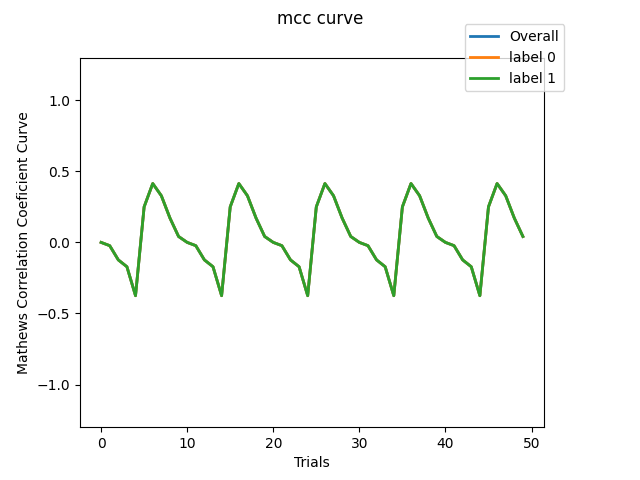 mcc curve
Overall
label 0
label 1
1.0
0.5
0.0
−0.5
−1.0
Mathews Correlation Coeficient Curve
0 10 20 30 40 50
Trials